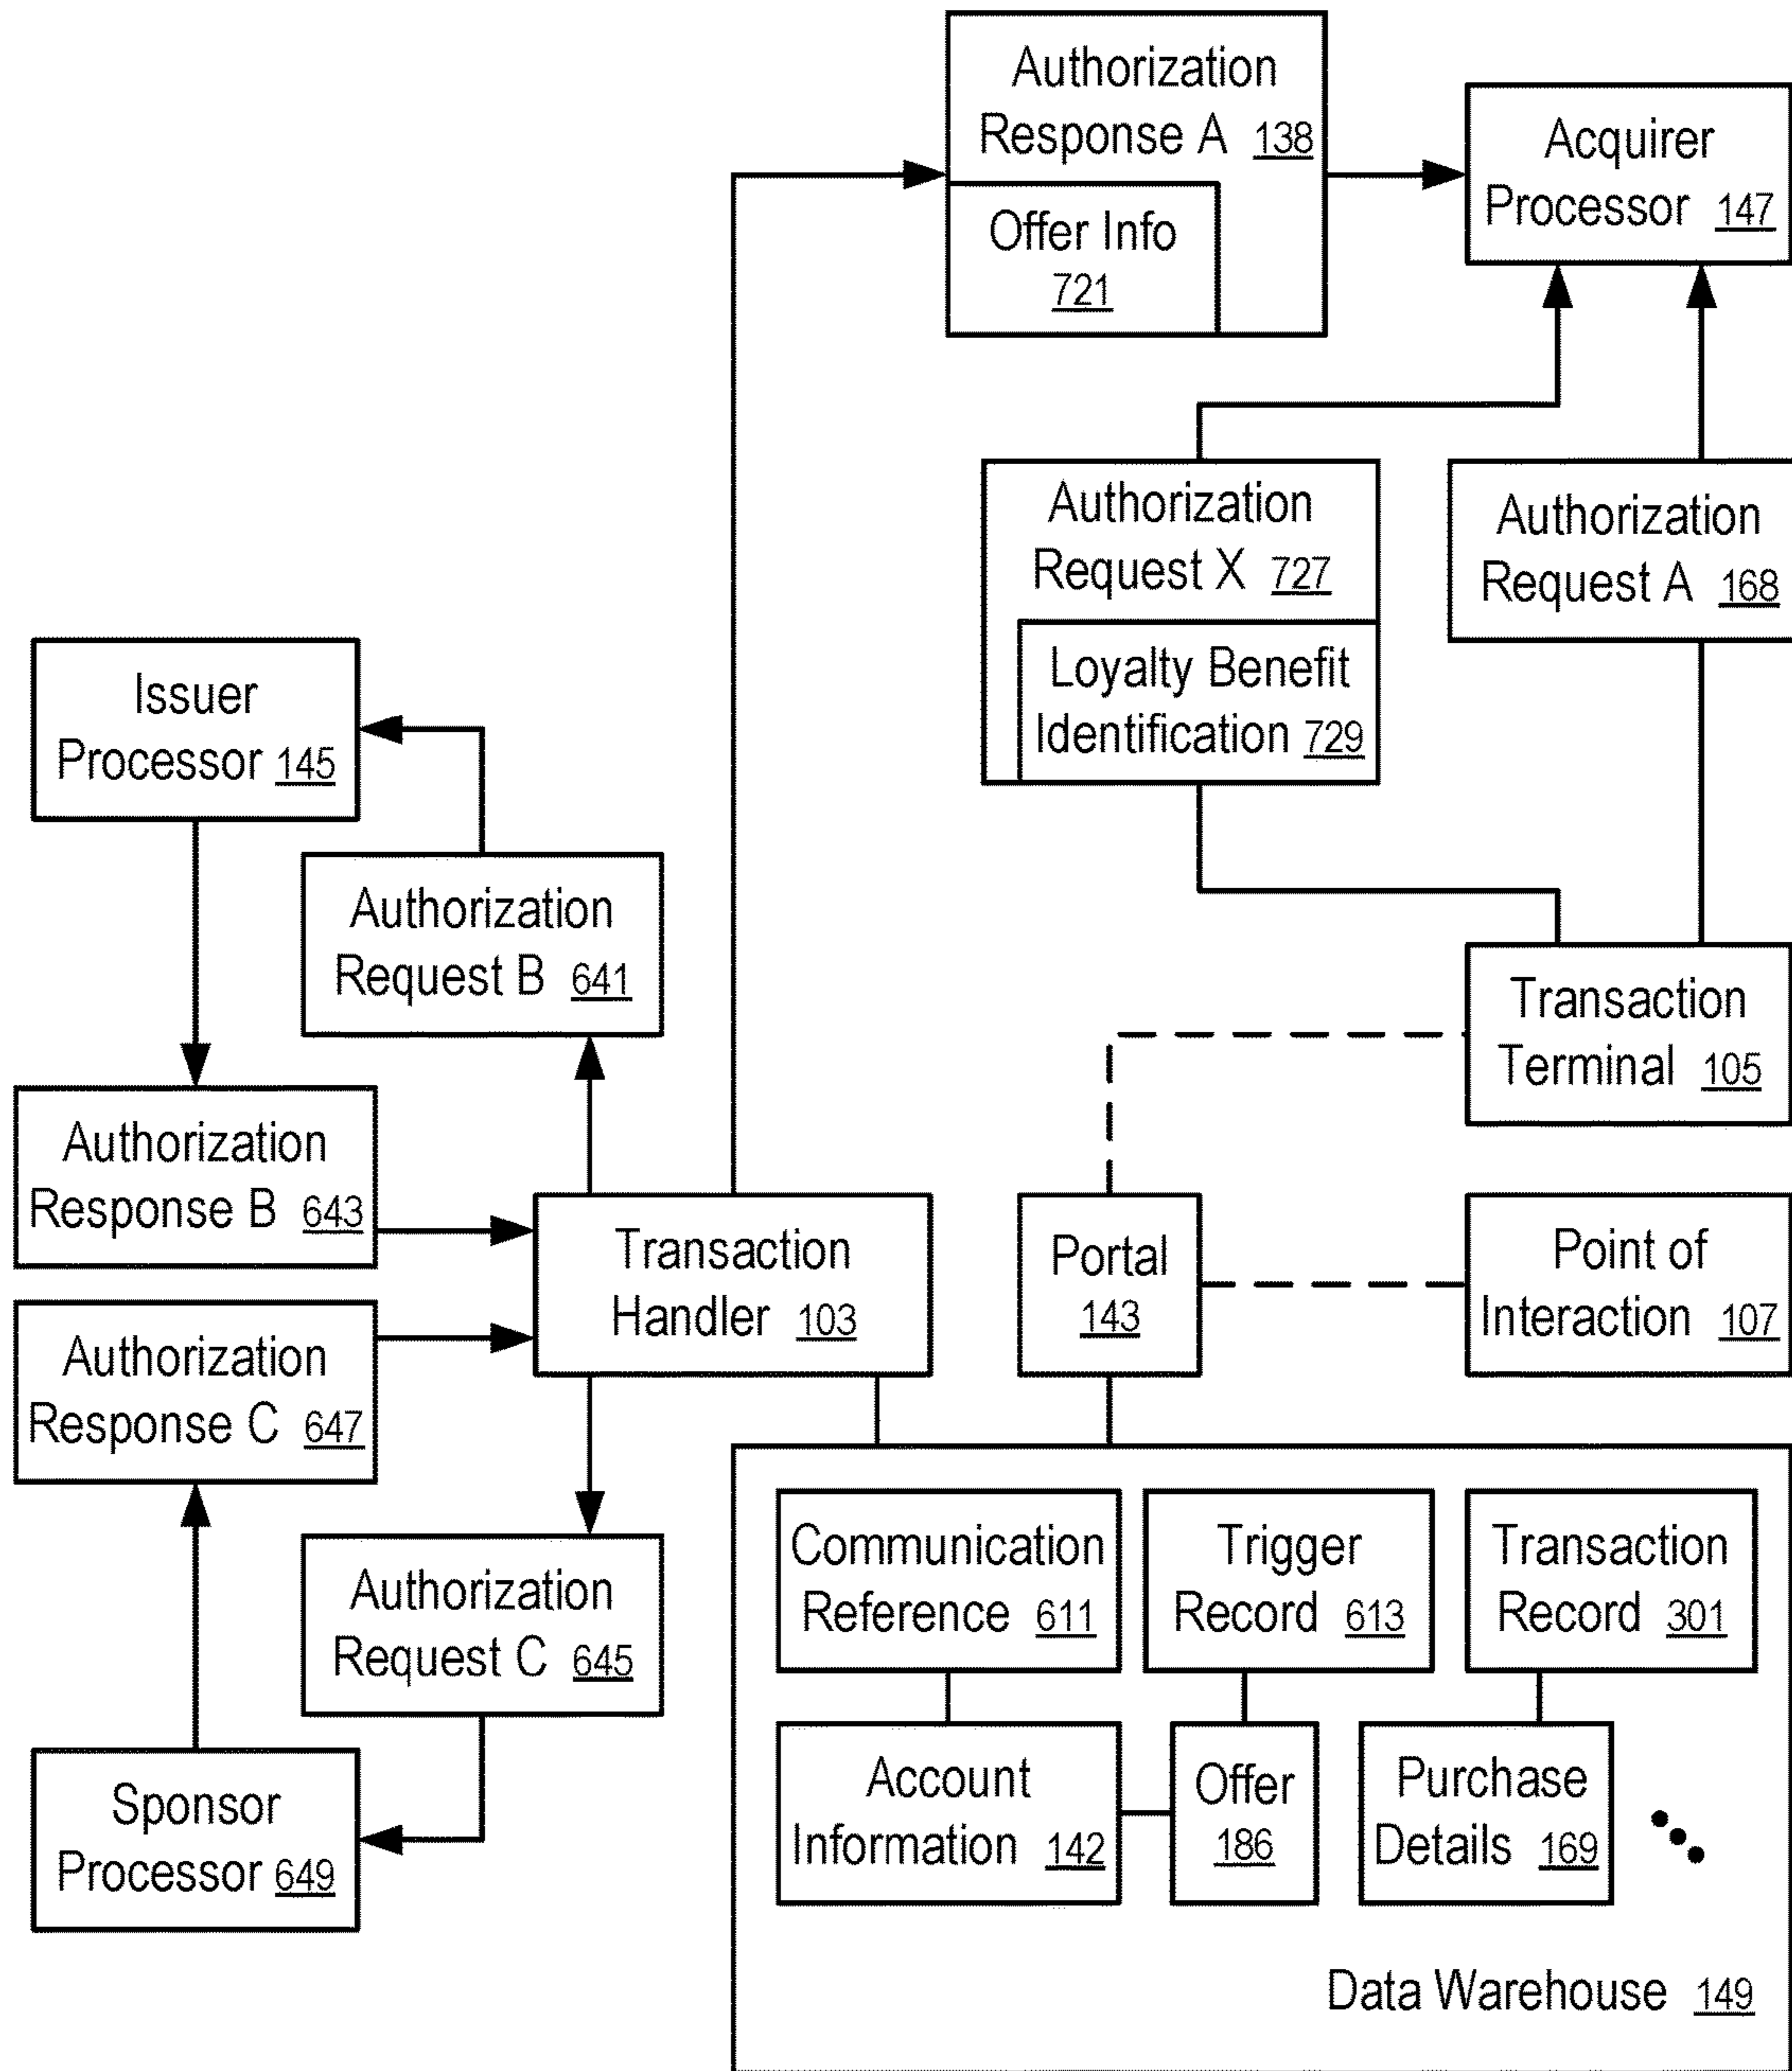 Authorization
Response A 138
Offer Info
721
Acquirer
Processor 147
Authorization
Request X 727
Loyalty Benefit
Identification 729
Authorization
Request A 168
Issuer
Processor 145
Authorization
Request B 641
Transaction
Terminal 105
Authorization
Response B 643
Transaction
Handler 103
Portal
143
Point of
Interaction 107
Authorization
Response C 647
Authorization
Request C 645
Sponsor
Processor 649
Communication
Reference 611
Trigger
Record 613
Transaction
Record 301
Account
Information 142
Offer
186
Purchase
Details 169
Data Warehouse 149